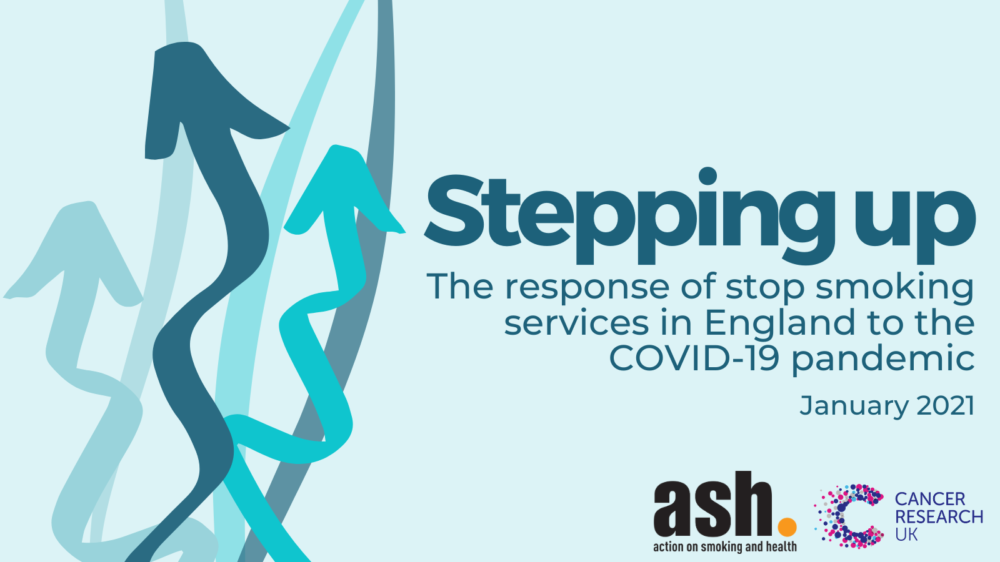 Stepping up
The response of stop smoking
services in England to the
COVID-19 pandemic
January 2021
ash.
action on smoking and health
CANCER
RESEARCH
UK